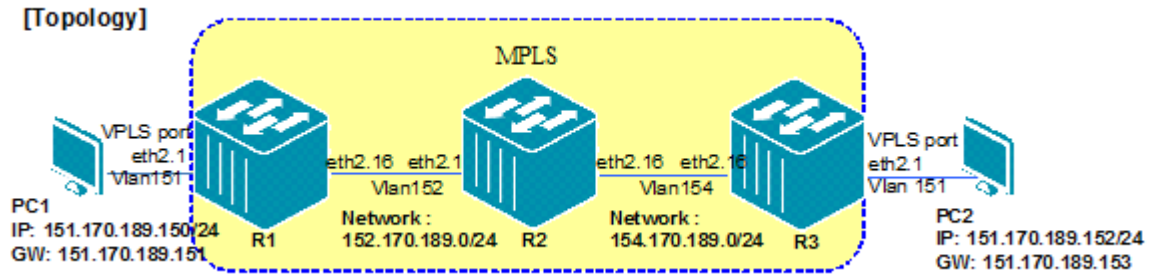 [Topology]
MPLS
VPLS port
eth2.1
Vlan151
eth2.16 eth2.1
Vlan152
eth2.16 eth2.16
Vlan154
VPLS port
eth2.1
Vlan 151
PC1
IP: 151.170.189.150/24
GW: 151.170.189.151
R1
Network :
152.170.189.0/24
R2
Network :
154.170.189.0/24
R3
PC2
IP: 151.170.189.152/24
GW: 151.170.189.153